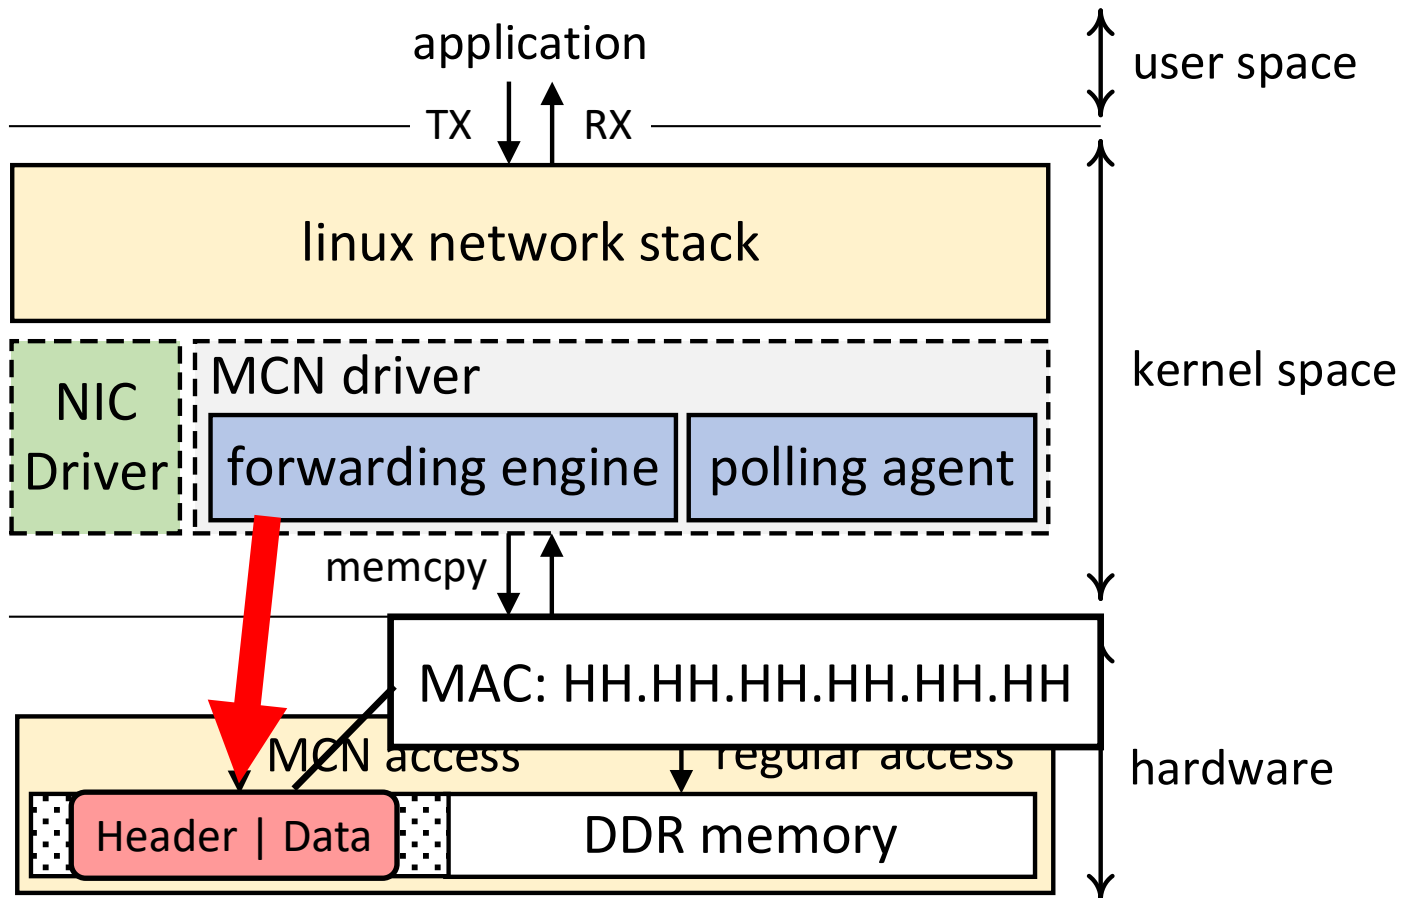 application
user space
TX
RX
linux network stack
kernel space
NIC
Driver
MCN driver
forwarding engine
polling agent
memcpy
MAC: HH.HH.HH.HH.HH.HH
MCN access
regular access
hardware
Header | Data
DDR memory